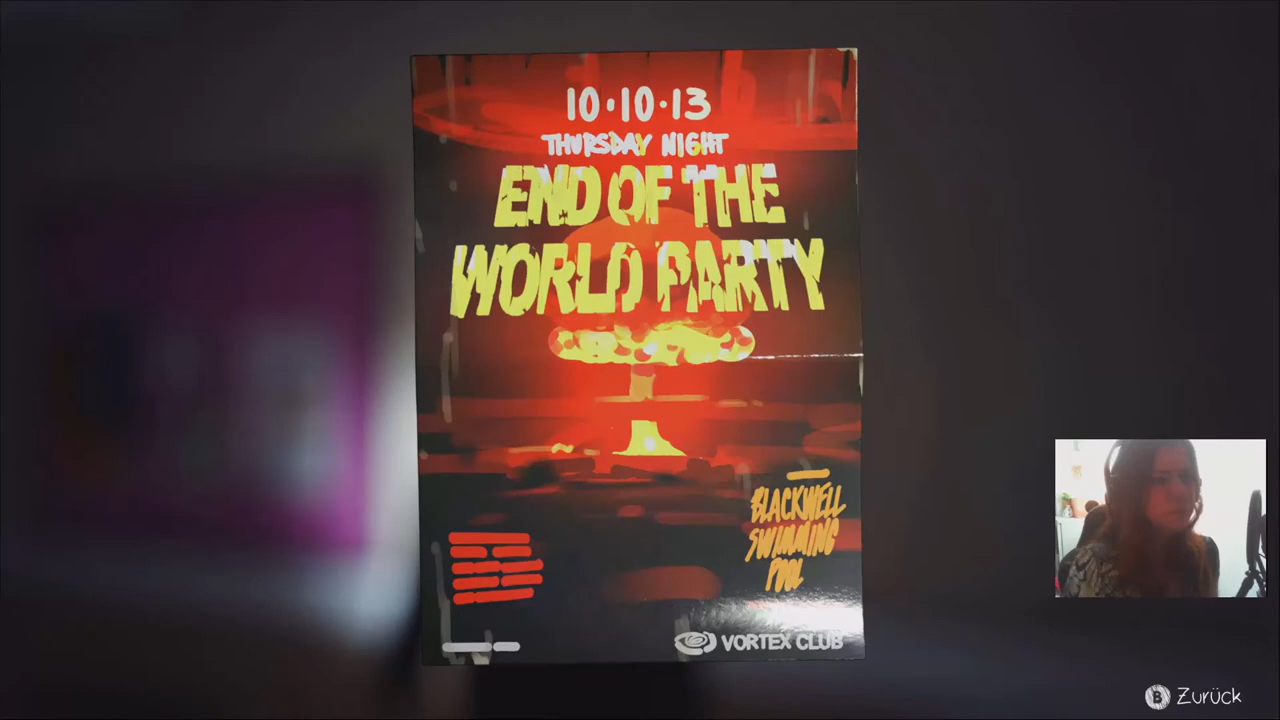 10·10·13
THURSDAY NIGHT
END OF THE
WORLD PARTY
BLACKWELL
SWIMMING
POOL
VORTEX CLUB
B Zurück